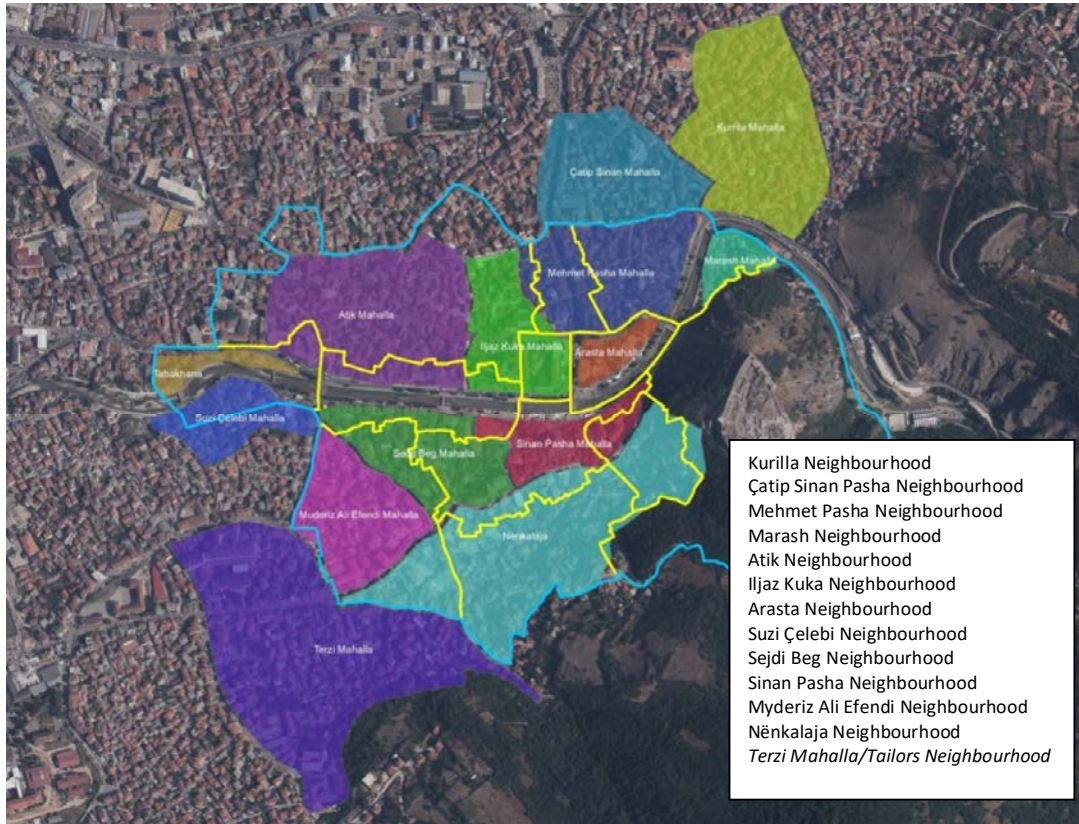 Kurrila Mahalla
Çatip Sinan Mahalla
Mehmet Pasha Mahalla
Marash Mahalla
Atik Mahalla
Iljaz Kuka Mahalla
Arasta Mahalla
Tabakhana
Suzi Çelebi Mahalla
Sinan Pasha Mahalla
Sejdi Beg Mahalla
Muderiz Ali Efendi Mahalla
Nenkalaja
Terzi Mahalla
Kurilla Neighbourhood
Çatip Sinan Pasha Neighbourhood
Mehmet Pasha Neighbourhood
Marash Neighbourhood
Atik Neighbourhood
Iljaz Kuka Neighbourhood
Arasta Neighbourhood
Suzi Çelebi Neighbourhood
Sejdi Beg Neighbourhood
Sinan Pasha Neighbourhood
Myderiz Ali Efendi Neighbourhood
Nënkalaja Neighbourhood
Terzi Mahalla/Tailors Neighbourhood